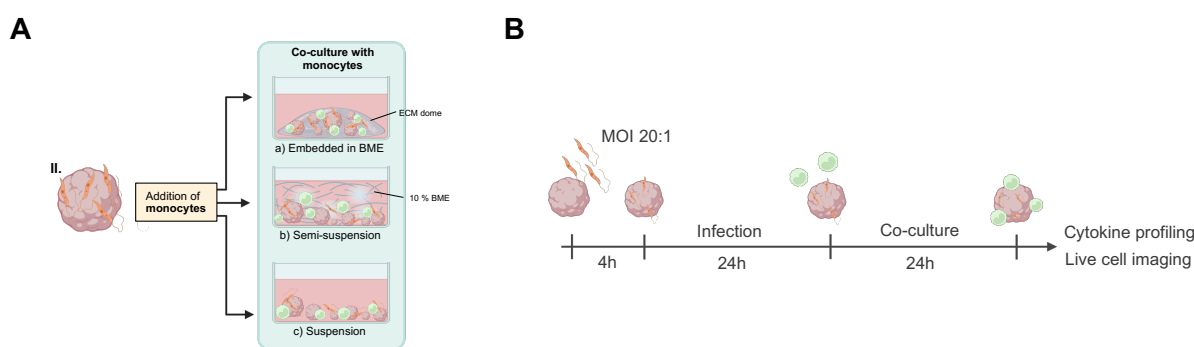 A
Co-culture with
monocytes
ECM dome
a) Embedded in BME
II.
Addition of
monocytes
10 % BME
b) Semi-suspension
c) Suspension
B
MOI 20:1
Infection
Co-culture
4h
24h
24h
Cytokine profiling
Live cell imaging